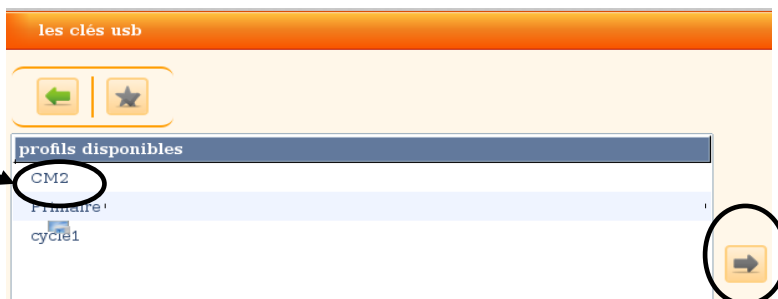 les clés usb
profils disponibles
CM2
Primaire
cycle1